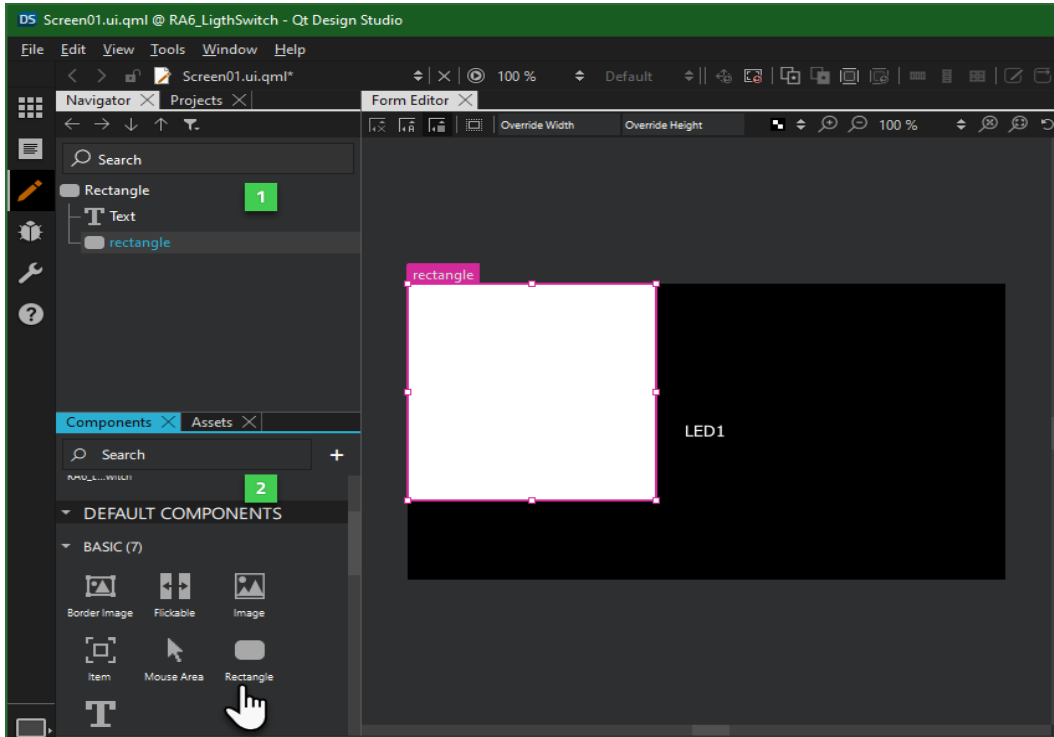 DS Screen01.ui.qml @ RA6_LigthSwitch - Qt Design Studio
File Edit View Tools Window Help
Screen01.ui.qml* 100 % Default
Navigator Projects Form Editor
Override Width Override Height 100 %
Search
Rectangle
1
Text
rectangle
rectangle
LED1
Components Assets
Search +
RA6_L...witch
2
DEFAULT COMPONENTS
BASIC (7)
Border Image Flickable Image
Item Mouse Area Rectangle